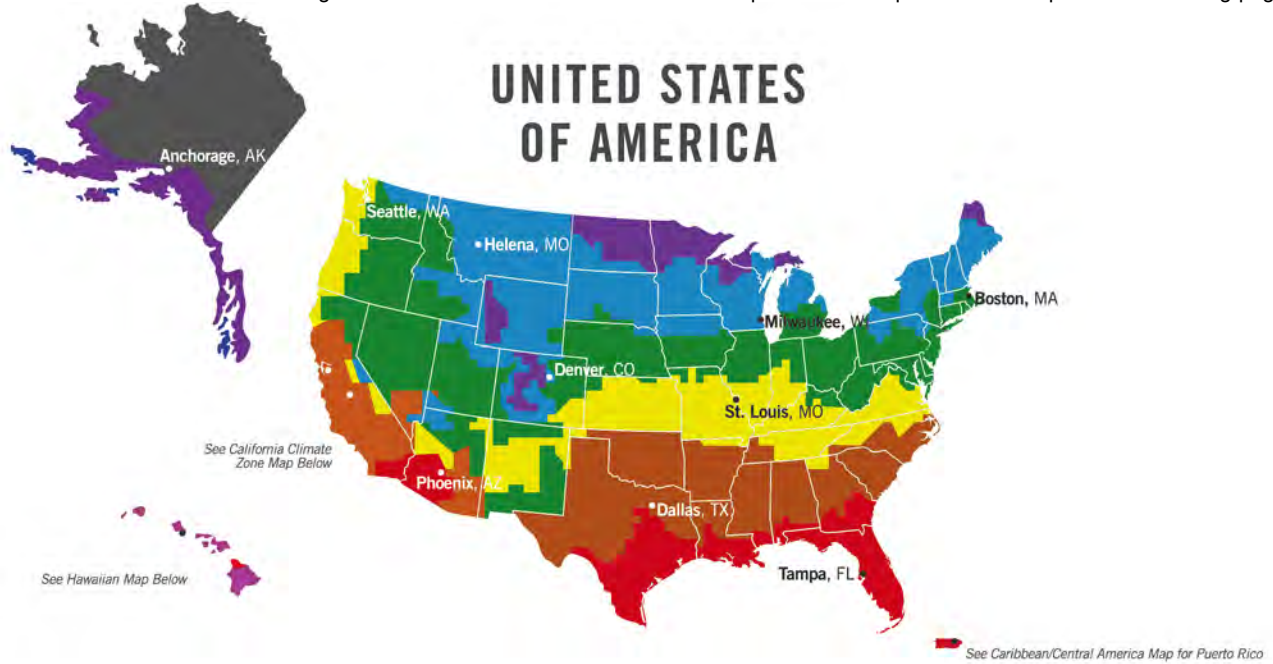 UNITED STATES
OF AMERICA
Anchorage, AK
Seattle, WA
Helena, MO
Boston, MA
Milwaukee, WI
Denver, CO
St. Louis, MO
See California Climate
Zone Map Below
Phoenix, AZ
Dallas, TX
See Hawaiian Map Below
Tampa, FL
See Caribbean/Central America Map for Puerto Rico